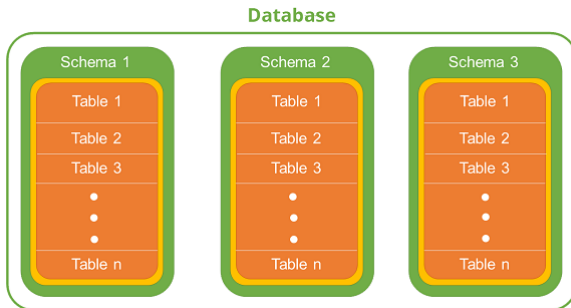 Database
Schema 1
Table 1
Table 2
Table 3
Table n
Schema 2
Table 1
Table 2
Table 3
Table n
Schema 3
Table 1
Table 2
Table 3
Table n